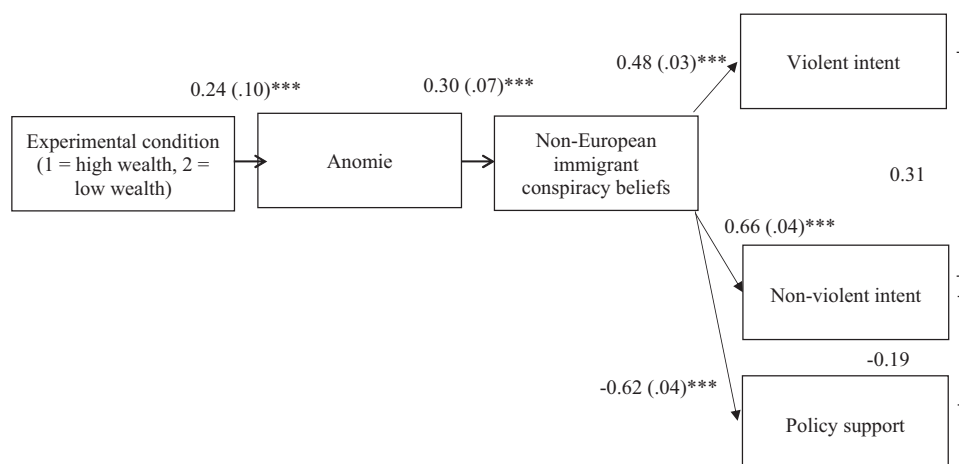 0.48 (.03)***
Violent intent
0.24 (.10)***
0.30 (.07)***
Experimental condition
(1 = high wealth, 2 =
low wealth)
Anomie
Non-European
immigrant
conspiracy beliefs
0.31
0.66 (.04)***
Non-violent intent
-0.19
-0.62 (.04)***
Policy support